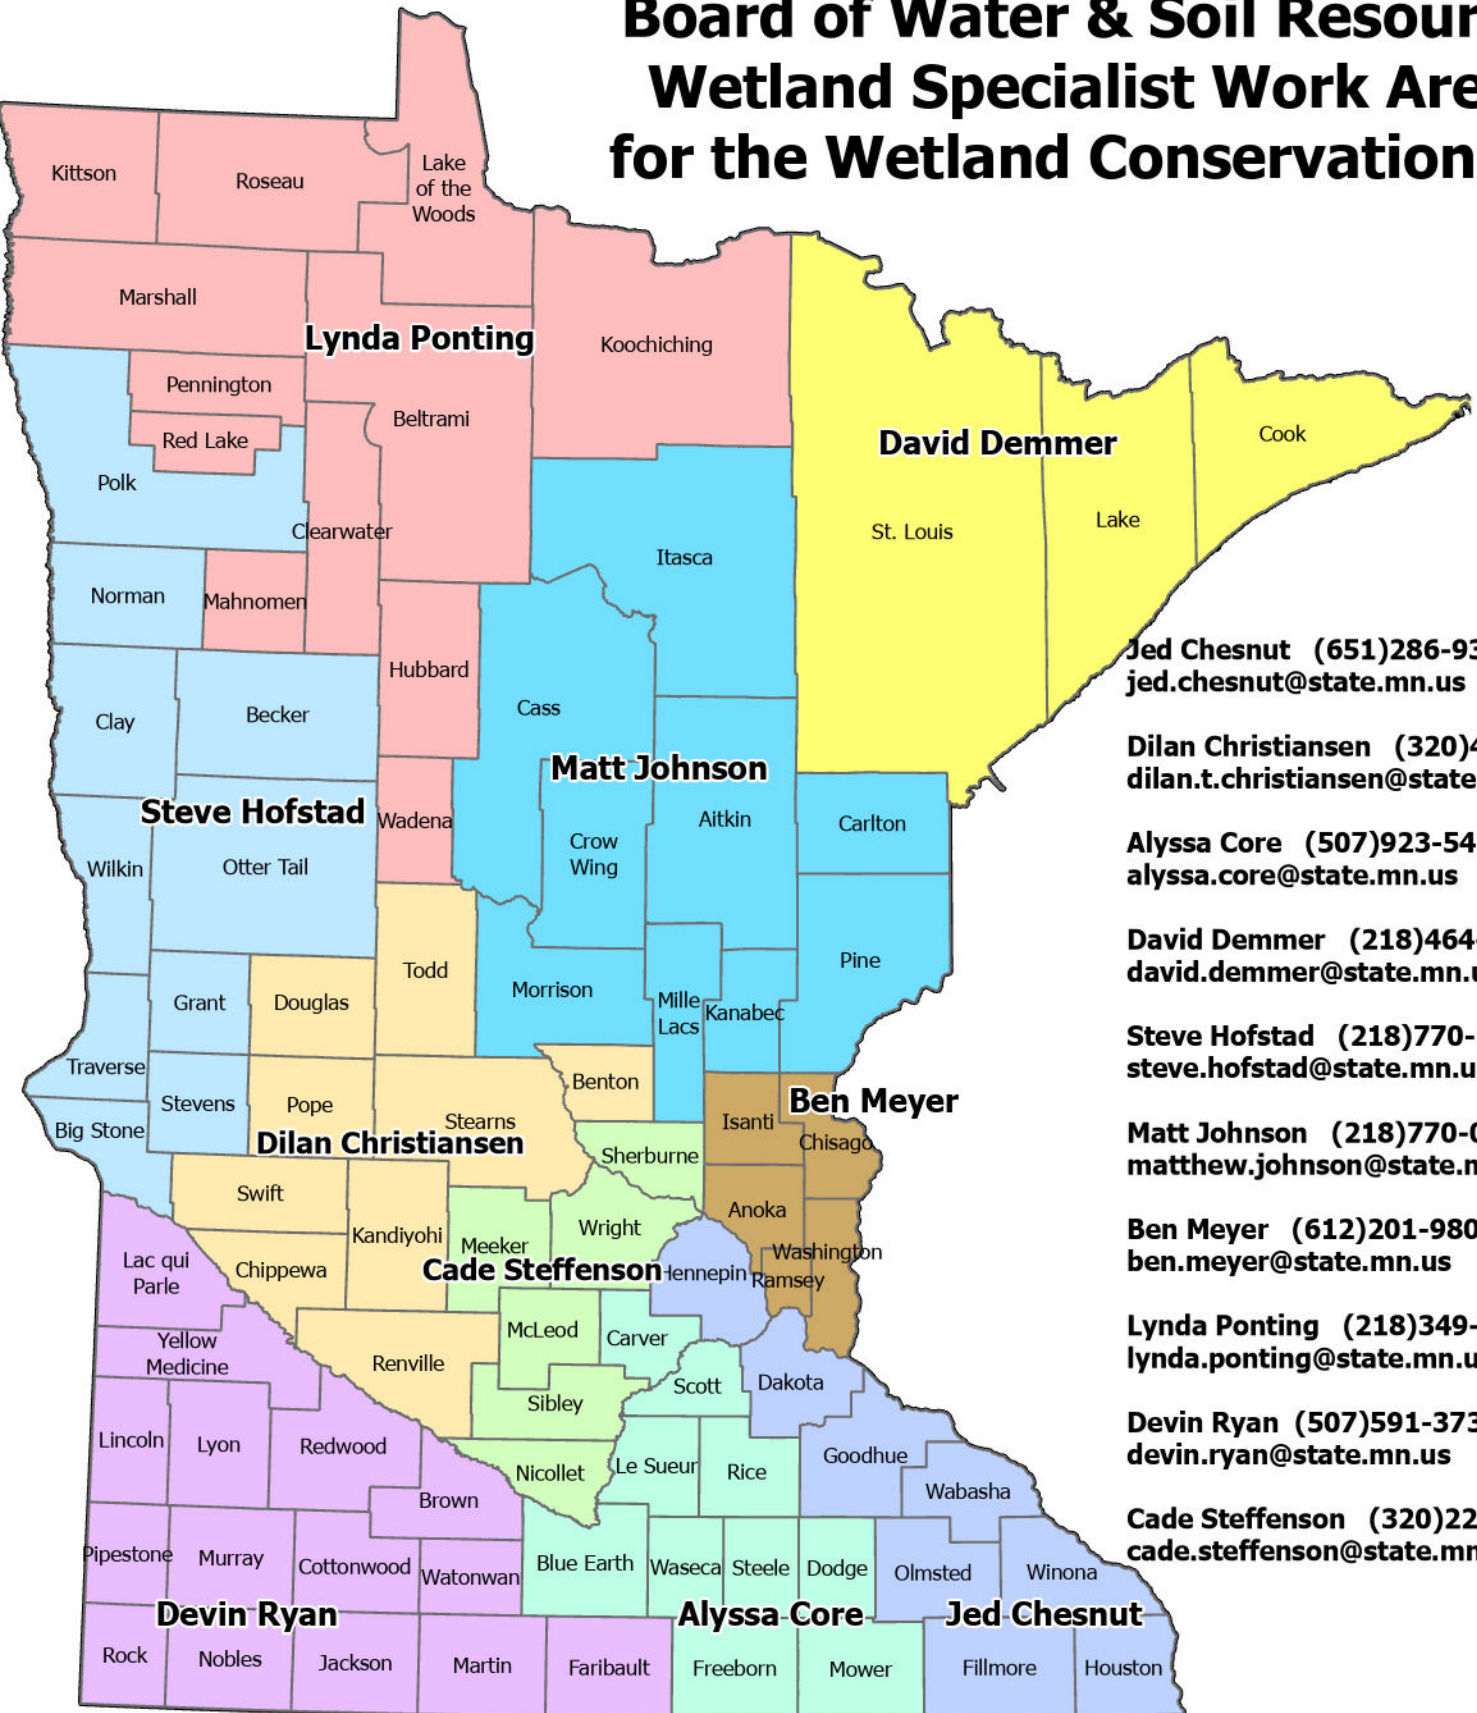 Board of Water & Soil Resour
Wetland Specialist Work Are
for the Wetland Conservation
Kittson
Roseau
Lake
of the
Woods
Marshall
Lynda Ponting
Koochiching
Pennington
Beltrami
Red Lake
Polk
Clearwater
David Demmer
Cook
St. Louis
Lake
Itasca
Norman
Mahnomen
Hubbard
Clay
Becker
Cass
Matt Johnson
Steve Hofstad
Wadena
Aitkin
Carlton
Crow
Wing
Wilkin
Otter Tail
Todd
Morrison
Pine
Grant
Douglas
Mille
Lacs
Kanabec
Traverse
Stevens
Pope
Benton
Ben Meyer
Big Stone
Stearns
Isanti
Dilan Christiansen
Chisago
Sherburne
Swift
Anoka
Kandiyohi
Wright
Meeker
Washington
Lac qui
Parle
Chippewa
Cade Steffenson
Hennepin
Ramsey
Yellow
Medicine
McLeod
Carver
Renville
Scott
Dakota
Sibley
Lincoln
Lyon
Redwood
Nicollet
Le Sueur
Rice
Goodhue
Wabasha
Brown
Pipestone
Murray
Cottonwood
Watonwan
Blue Earth
Waseca
Steele
Dodge
Olmsted
Winona
Devin Ryan
Alyssa Core
Jed Chesnut
Rock
Nobles
Jackson
Martin
Faribault
Freeborn
Mower
Fillmore
Houston
Jed Chesnut (651)286-93
jed.chesnut@state.mn.us
Dilan Christiansen (320)4
dilan.t.christiansen@state
Alyssa Core (507)923-54
alyssa.core@state.mn.us
David Demmer (218)464-
david.demmer@state.mn.u
Steve Hofstad (218)770-
steve.hofstad@state.mn.u
Matt Johnson (218)770-0
matthew.johnson@state.m
Ben Meyer (612)201-980
ben.meyer@state.mn.us
Lynda Ponting (218)349-
lynda.ponting@state.mn.u
Devin Ryan (507)591-373
devin.ryan@state.mn.us
Cade Steffenson (320)22
cade.steffenson@state.mn